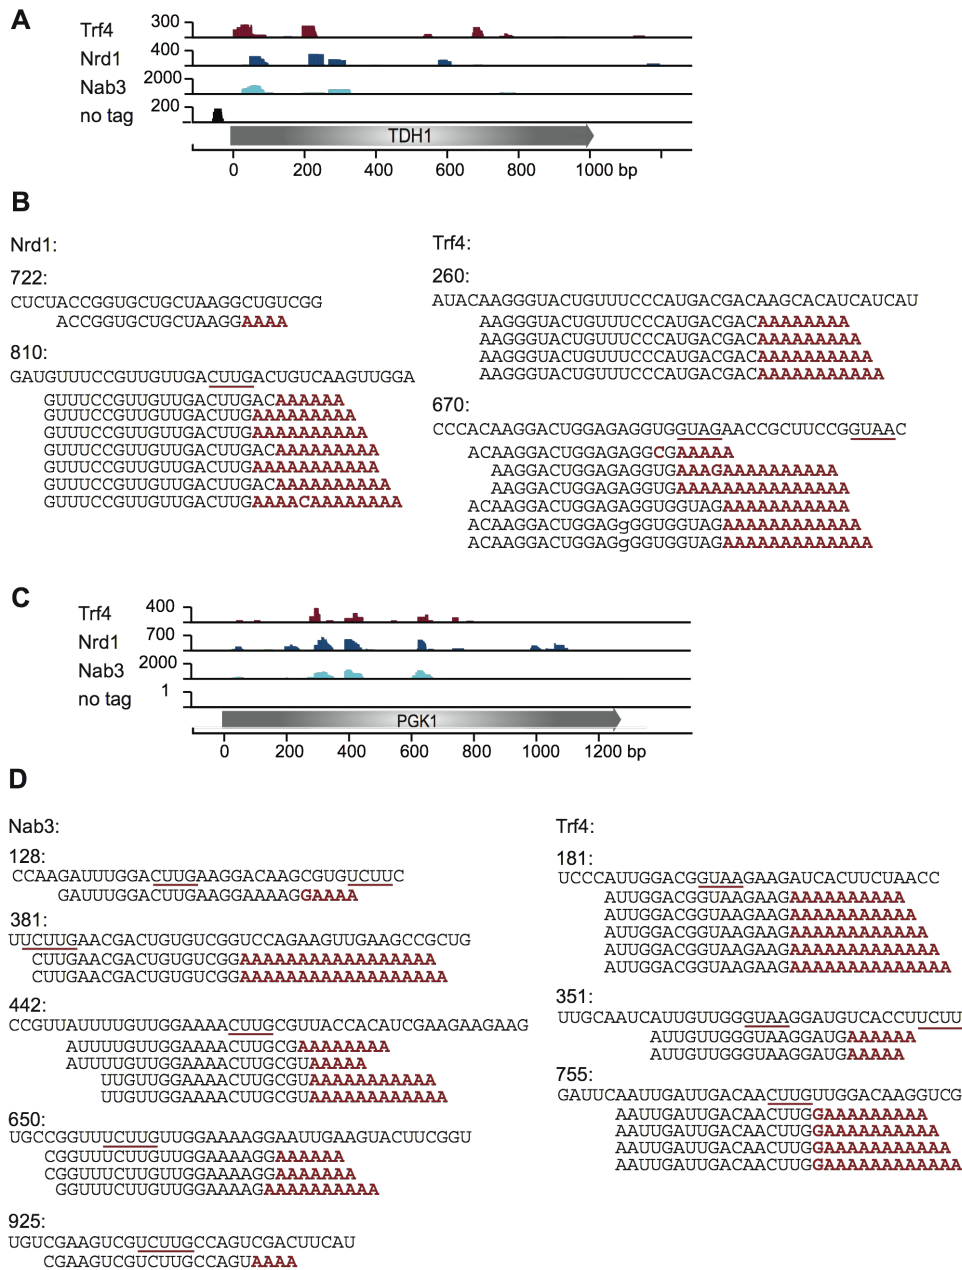 A
Trf4 300
Nrd1 400
Nab3 2000
no tag 200
TDH1
0 200 400 600 800 1000 bp
B
Nrd1:
722:
CUCUACCGGUGCUGCUAAGGCUGUCGG
ACCGGUGCUGCUAAGGAAAA
810:
GAUGUUUCCGUUGUUGACUUGACUGUCAAGUUGGA
GUUUCCGUUGUUGACUUGACAAAAAA
GUUUCCGUUGUUGACUUGAAAAAAAAA
GUUUCCGUUGUUGACUUGAAAAAAAAAA
GUUUCCGUUGUUGACUUGACAAAAAAAAA
GUUUCCGUUGUUGACUUGAAAAAAAAAAA
GUUUCCGUUGUUGACUUGACAAAAAAAAAA
GUUUCCGUUGUUGACUUGAAAACAAAAAAAA
Trf4:
260:
AUACAAGGGUACUGUUUCCCAUGACGACAAGCACAUCAUCAU
AAGGGUACUGUUUCCCAUGACGACAAAAAAAA
AAGGGUACUGUUUCCCAUGACGACAAAAAAAAA
AAGGGUACUGUUUCCCAUGACGACAAAAAAAAAA
AAGGGUACUGUUUCCCAUGACGACAAAAAAAAAAA
670:
CCCACAAGGACUGGAGAGGUGGUAGAACCGCUUCCGGUAAC
ACAAGGACUGGAGAGGCGAAAAA
AAGGACUGGAGAGGUGAAAGAAAAAAAAAA
AAGGACUGGAGAGGUGAAAAAAAAAAAAAAA
ACAAGGACUGGAGAGGUGGUAGAAAAAAAAAAA
ACAAGGACUGGAGgGGUGGUAGAAAAAAAAAAAA
ACAAGGACUGGAGgGGUGGUAGAAAAAAAAAAAAA
C
Trf4 400
Nrd1 700
Nab3 2000
no tag 1
PGK1
0 200 400 600 800 1000 1200 bp
D
Nab3:
128:
CCAAGAUUUGGACUUGAAGGACAAGCGUGUCUUC
GAUUUGGACUUGAAGGAAAAGGAAAA
381:
UUCUUGAACGACUGUGUCGGUCCAGAAGUUGAAGCCGCUG
CUUGAACGACUGUGUCGGAAAAAAAAAAAAAAAAA
CUUGAACGACUGUGUCGGAAAAAAAAAAAAAAAAAA
442:
CCGUUAUUUUGUUGGAAAACUUGCGUUACCACAUCGAAGAAGAAG
AUUUUGUUGGAAAACUUGCGAAAAAAAA
AUUUUGUUGGAAAACUUGCGUAAAAA
UUGUUGGAAAACUUGCGUAAAAAAAAAAA
UUGUUGGAAAACUUGCGUAAAAAAAAAAAA
650:
UGCCGGUUUCUUGUUGGAAAAGGAAUUGAAGUACUUCGGU
CGGUUUCUUGUUGGAAAAGGAAAAAA
CGGUUUCUUGUUGGAAAAGGAAAAAAA
GGUUUCUUGUUGGAAAAGAAAAAAAAAA
925:
UGUCGAAGUCGUCUUGCCAGUCGACUUCAU
CGAAGUCGUCUUGCCAGUAAAA
Trf4:
181:
UCCCAUUGGACGGUAAGAAGAUCACUUCUAACC
AUUGGACGGUAAGAAGAAAAAAAAAA
AUUGGACGGUAAGAAGAAAAAAAAAAA
AUUGGACGGUAAGAAGAAAAAAAAAAAA
AUUGGACGGUAAGAAGAAAAAAAAAAAAA
AUUGGACGGUAAGAAGAAAAAAAAAAAAAA
351:
UUGCAAUCAUUGUUGGGUAAGGAUGUCACCUUCUU
AUUGUUGGGUAAGGAUGAAAAAA
AUUGUUGGGUAAGGAUGAAAAA
755:
GAUUCAAUUGAUUGACAACUUGUUGGACAAGGUCG
AAUUGAUUGACAACUUGGAAAAAAAAA
AAUUGAUUGACAACUUGGAAAAAAAAAA
AAUUGAUUGACAACUUGGAAAAAAAAAAA
AAUUGAUUGACAACUUGGAAAAAAAAAAAA